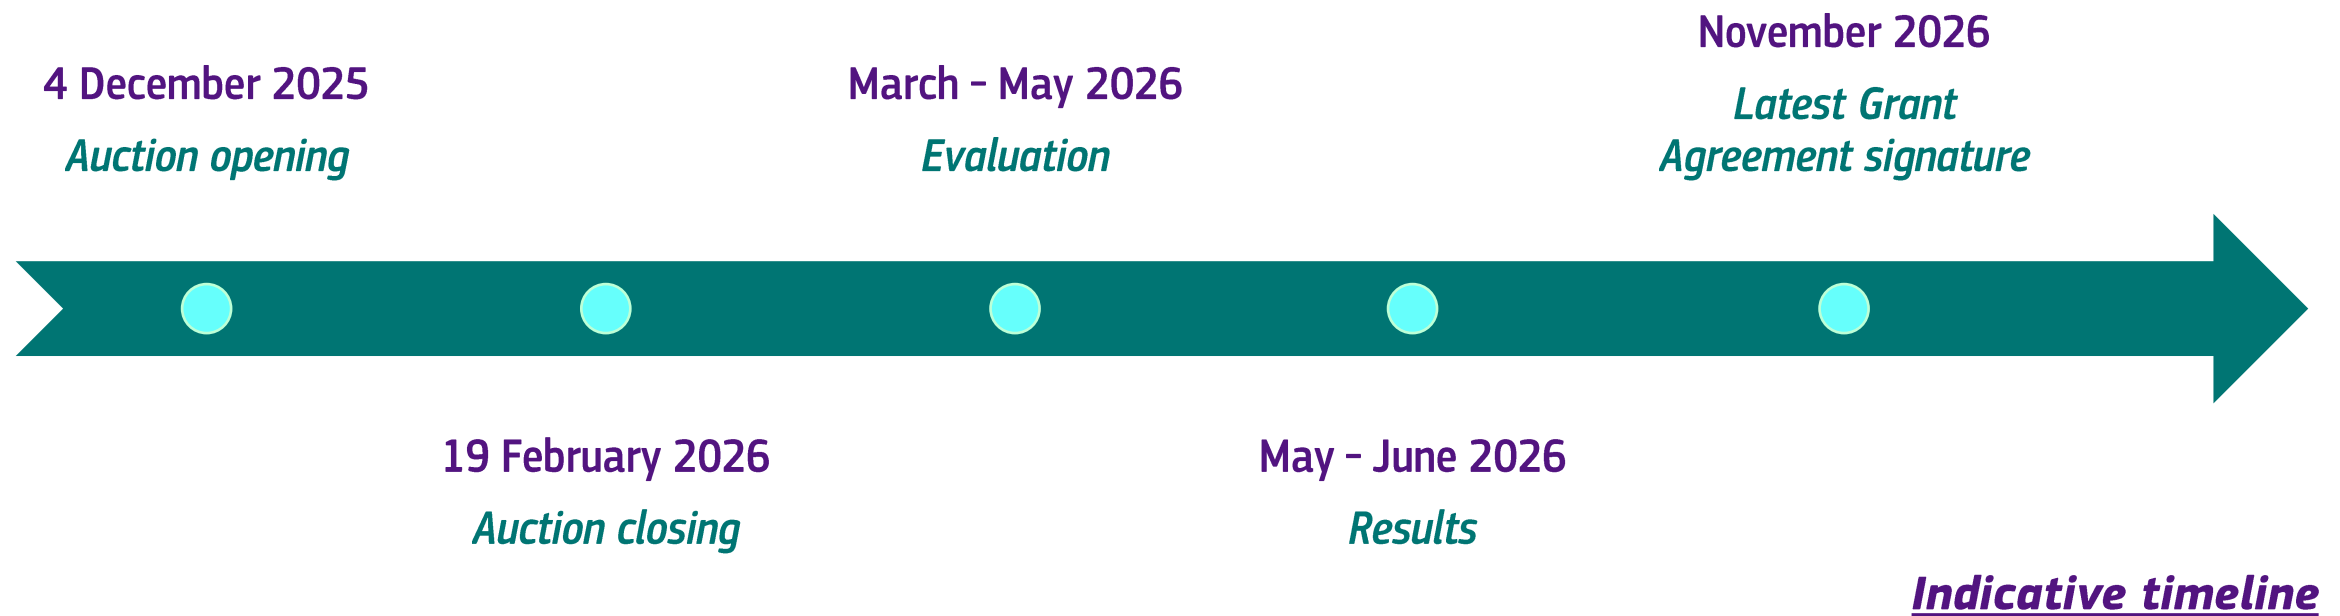 4 December 2025
Auction opening
19 February 2026
Auction closing
March - May 2026
Evaluation
May - June 2026
Results
November 2026
Latest Grant
Agreement signature
Indicative timeline